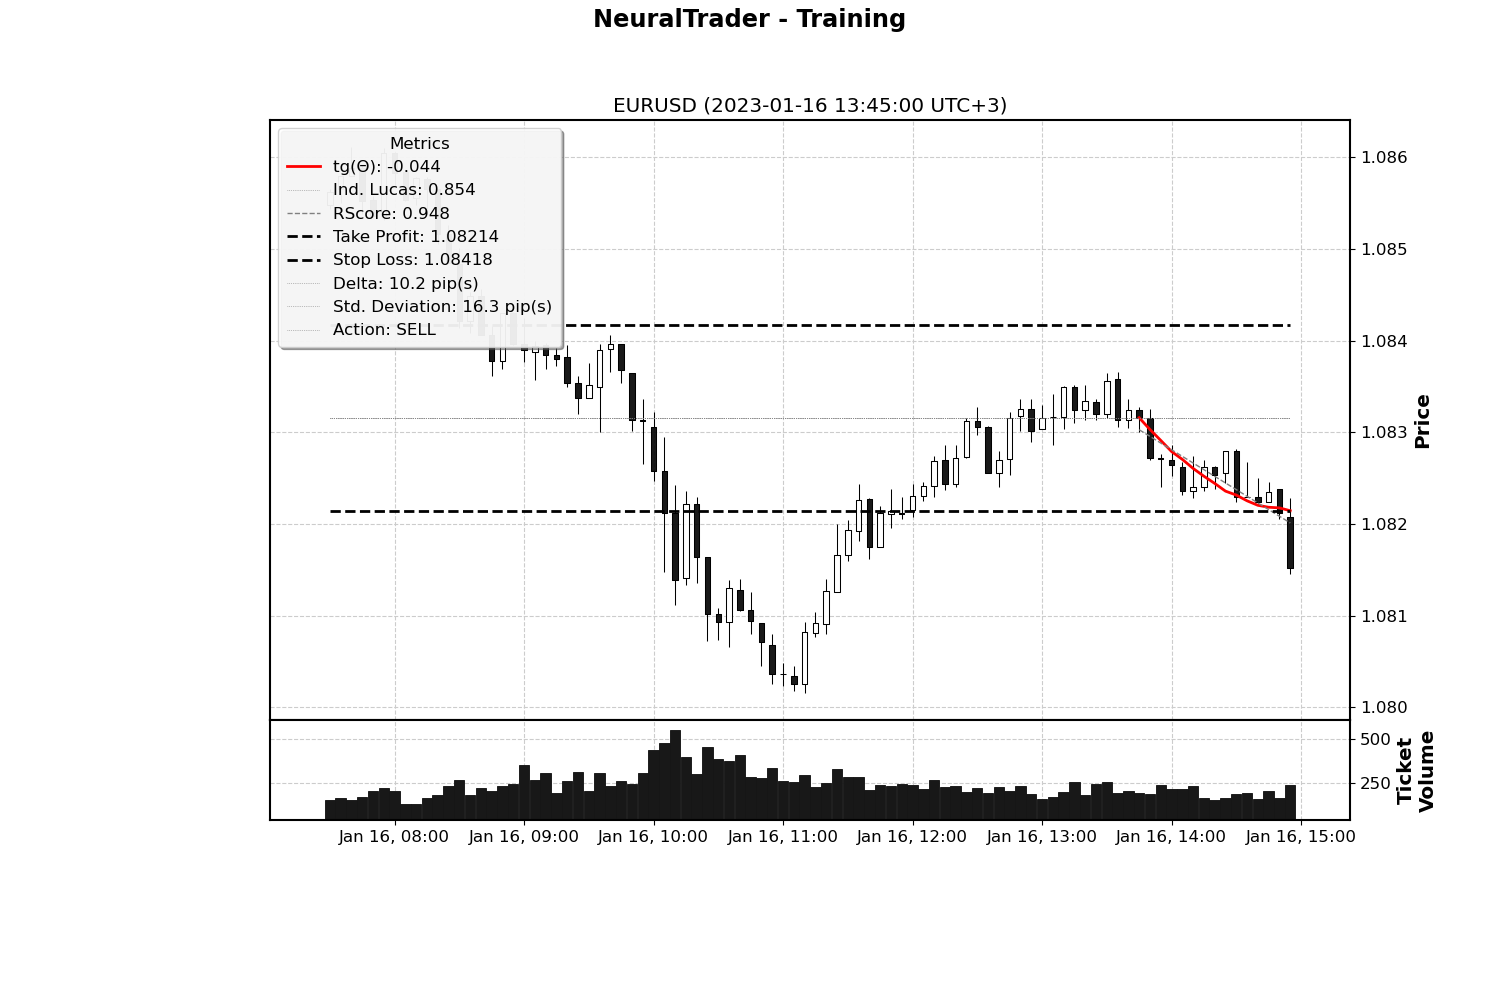 NeuralTrader - Training
EURUSD (2023-01-16 13:45:00 UTC+3)
Metrics
tg(Θ): -0.044
Ind. Lucas: 0.854
RScore: 0.948
Take Profit: 1.08214
Stop Loss: 1.08418
Delta: 10.2 pip(s)
Std. Deviation: 16.3 pip(s)
Action: SELL
1.086
1.085
1.084
1.083
1.082
1.081
1.080
Price
500
250
Ticket
Volume
Jan 16, 08:00
Jan 16, 09:00
Jan 16, 10:00
Jan 16, 11:00
Jan 16, 12:00
Jan 16, 13:00
Jan 16, 14:00
Jan 16, 15:00